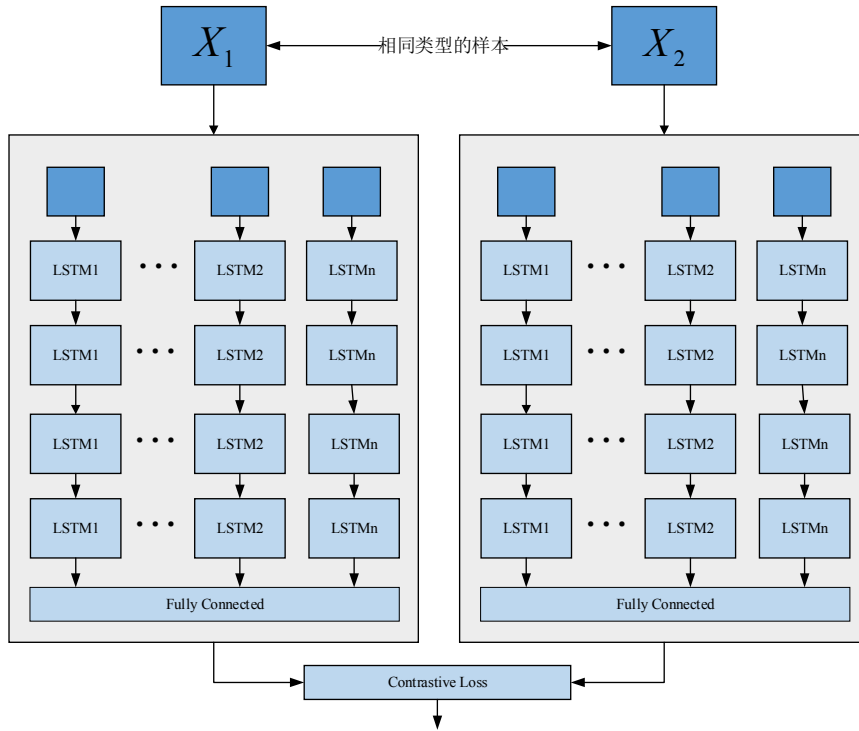 X₁ 相同类型的样本 X₂
LSTM1 • • • LSTM2 LSTMn LSTM1 • • • LSTM2 LSTMn
LSTM1 • • • LSTM2 LSTMn LSTM1 • • • LSTM2 LSTMn
LSTM1 • • • LSTM2 LSTMn LSTM1 • • • LSTM2 LSTMn
LSTM1 • • • LSTM2 LSTMn LSTM1 • • • LSTM2 LSTMn
Fully Connected Fully Connected
Contrastive Loss